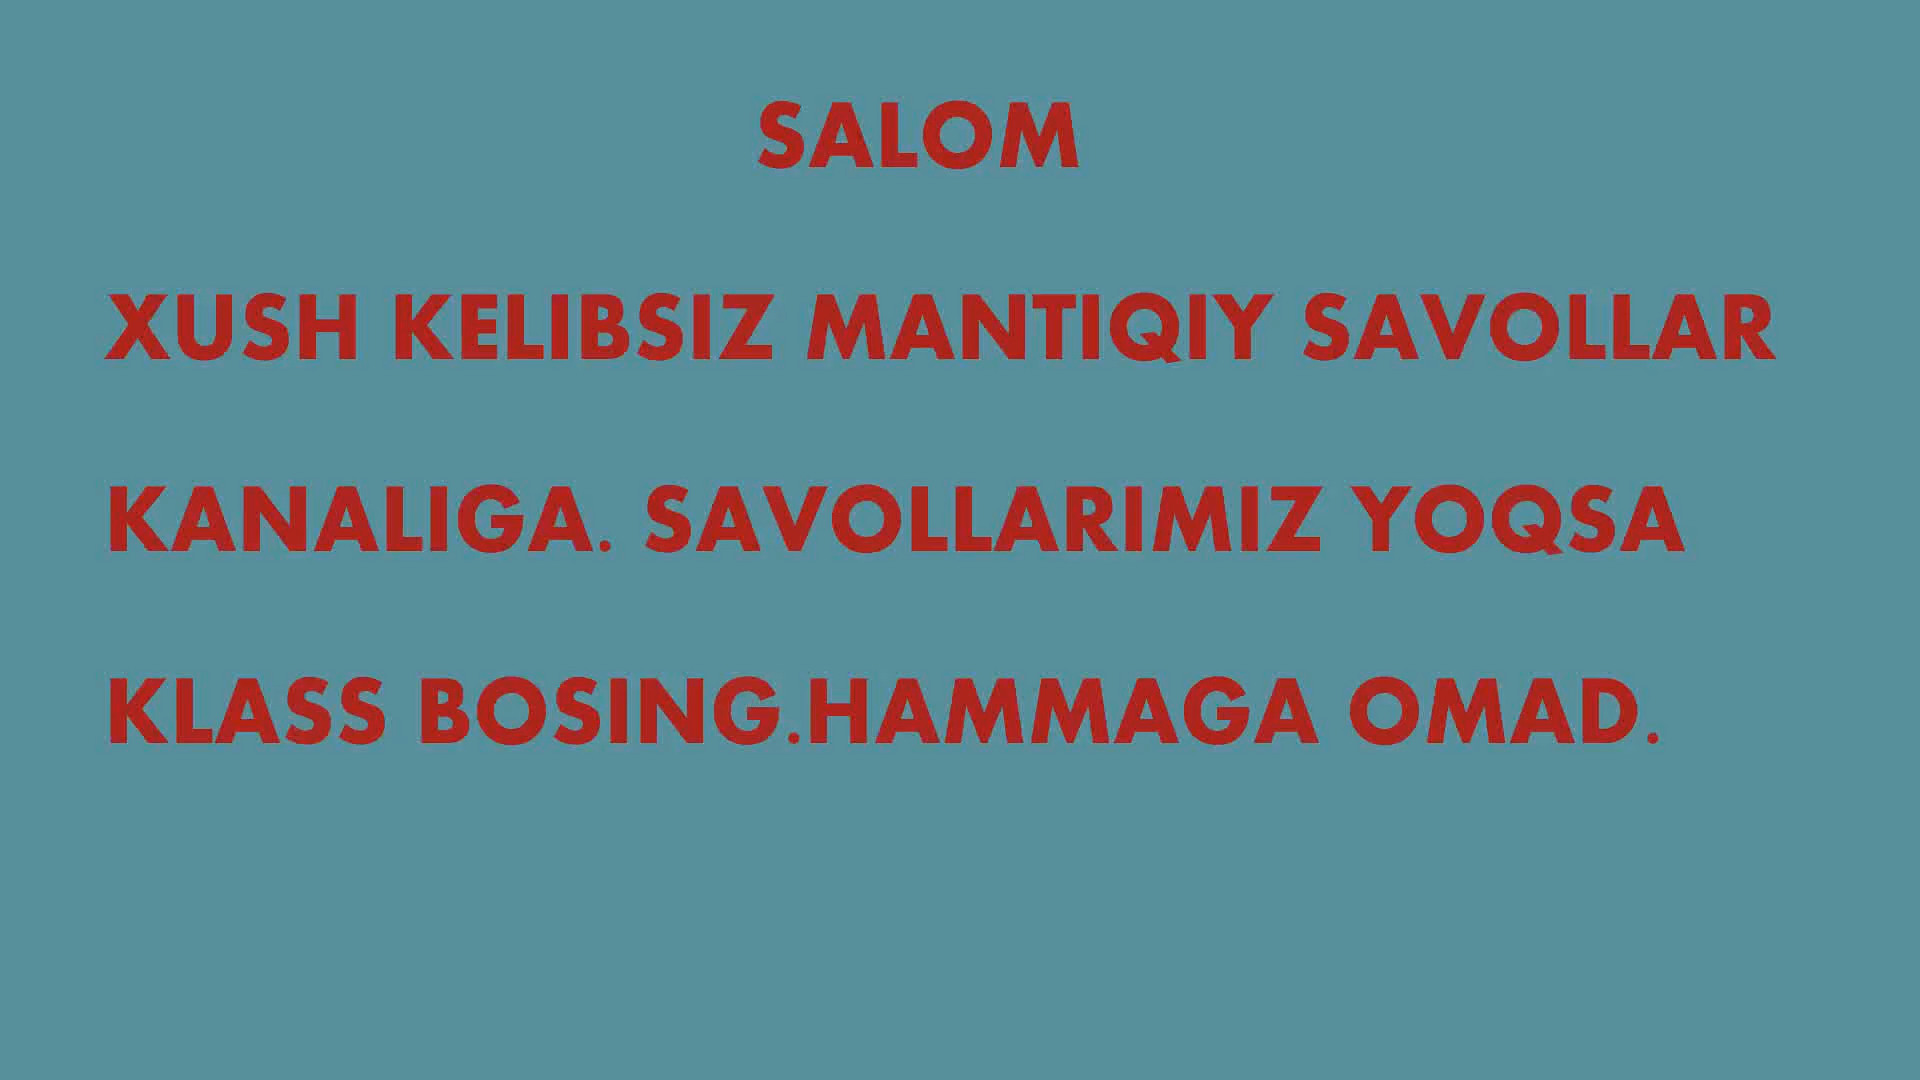 SALOM
XUSH KELIBSIZ MANTIQIY SAVOLLAR
KANALIGA. SAVOLLARIMIZ YOQSA
KLASS BOSING.HAMMAGA OMAD.